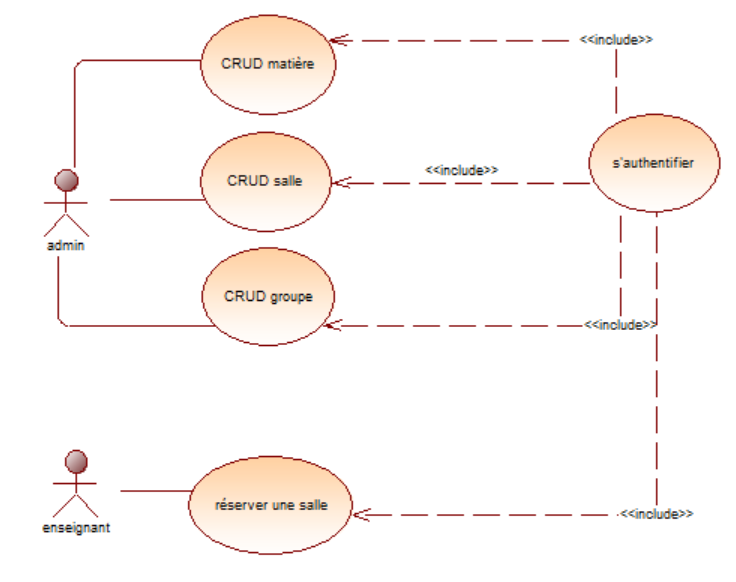 <<include>>
CRUD matière
s'authentifier
<<include>>
CRUD salle
admin
CRUD groupe
<<include>>
réserver une salle
<<include>>
enseignant